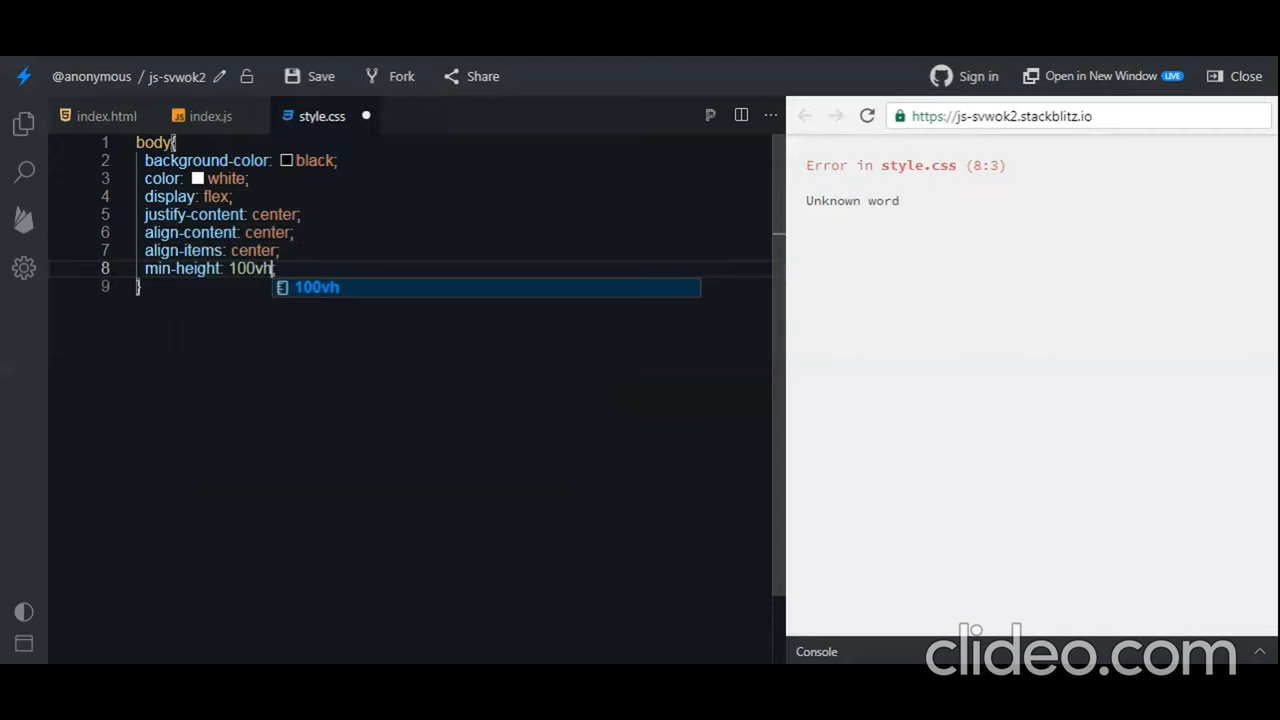 @anonymous / js-svwok2 Save Fork Share Sign in Open in New Window LIVE Close
index.html index.js style.css https://js-svwok2.stackblitz.io
1 body{
2 background-color: black;
3 color: white;
4 display: flex;
5 justify-content: center;
6 align-content: center;
7 align-items: center;
8 min-height: 100vh;
9 }
100vh
Error in style.css (8:3)
Unknown word
Console
clideo.com